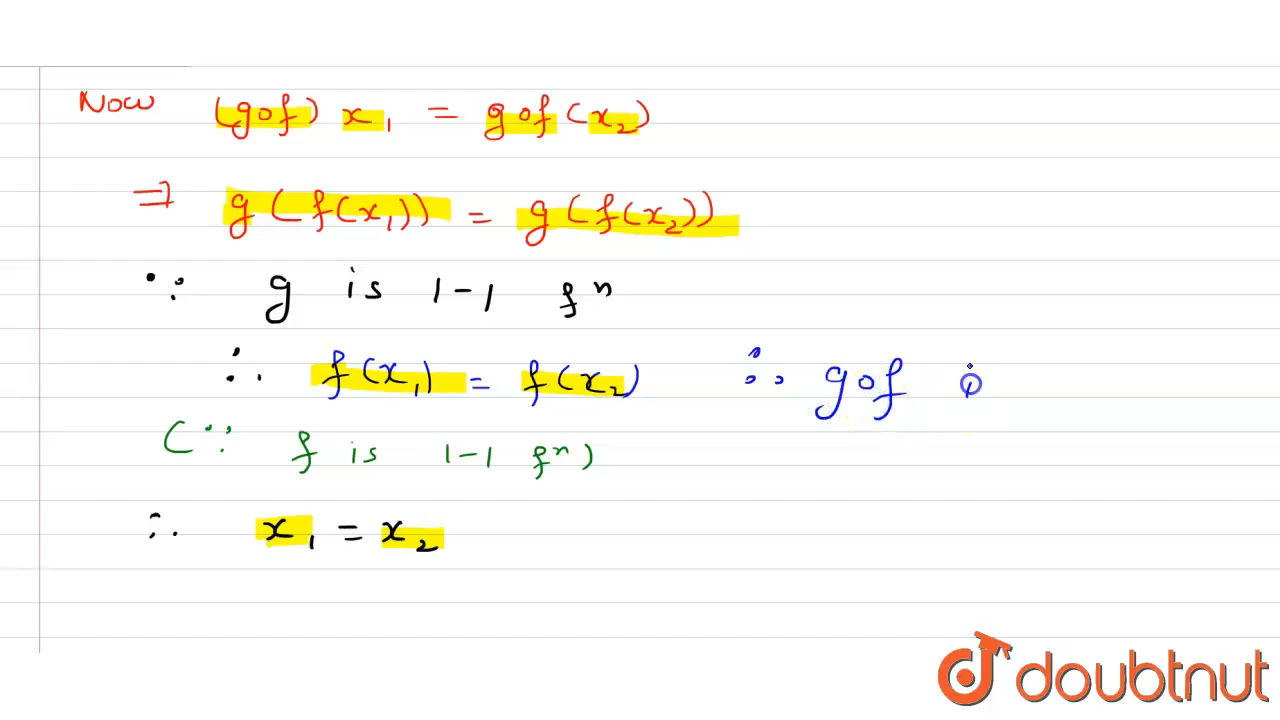 Now (gof) x₁ = gof(x₂)
⇒ g(f(x₁)) = g(f(x₂))
∵ g is 1-1 fⁿ
∴ f(x₁) = f(x₂) ∴ gof i
(∵ f is 1-1 fⁿ)
∴ x₁ = x₂
doubtnut